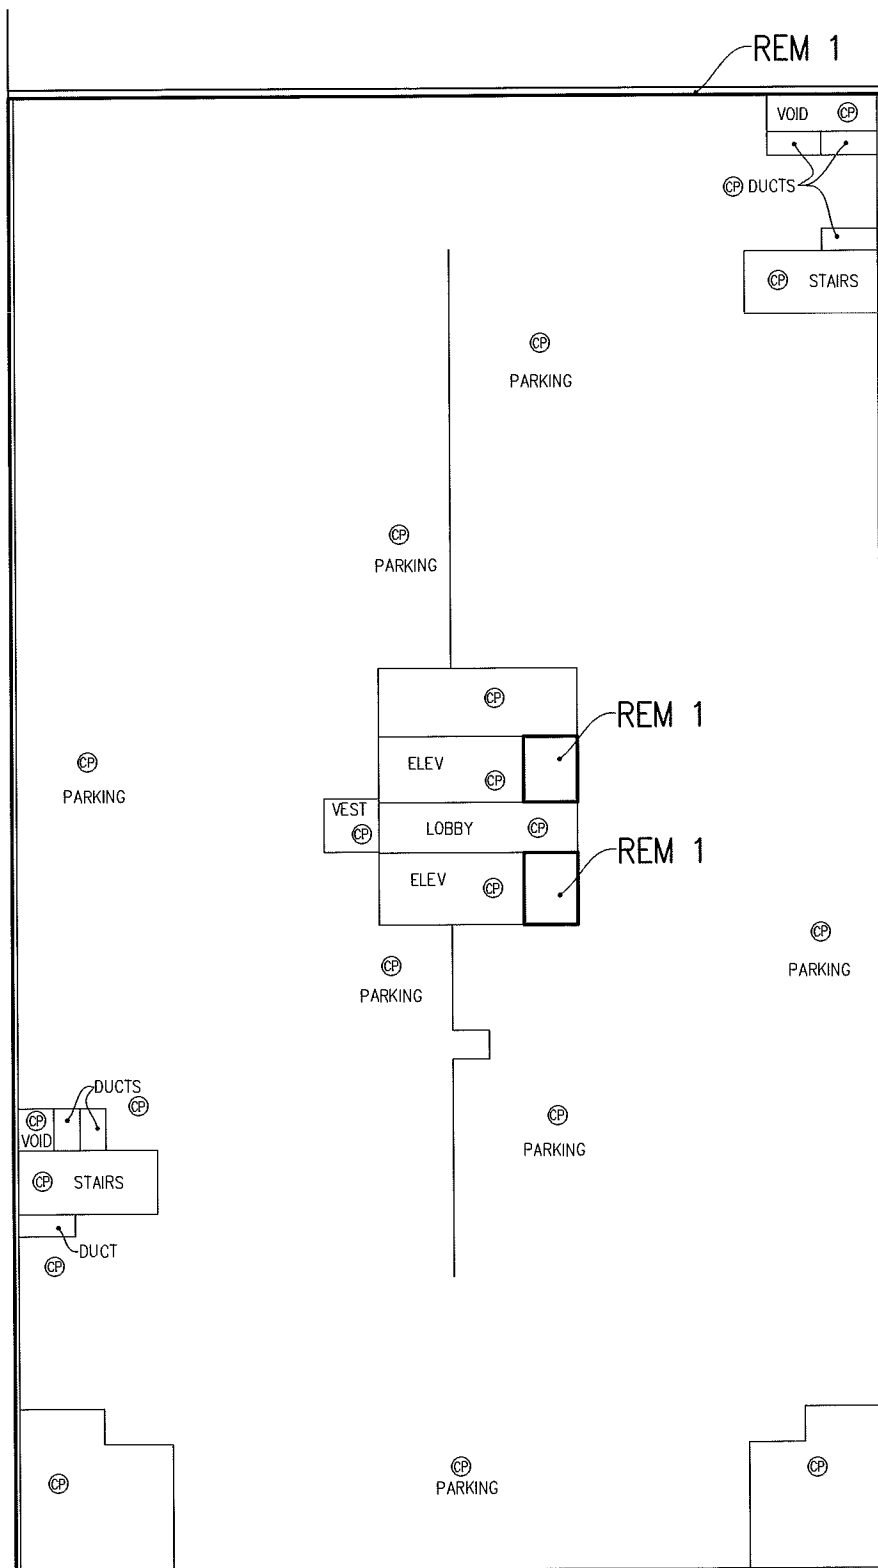 REM 1
VOID CP
CP DUCTS
CP STAIRS
CP
PARKING
CP
PARKING
CP
REM 1
CP
PARKING
ELEV
CP
VEST
CP
LOBBY CP
REM 1
ELEV
CP
CP
PARKING
CP
PARKING
DUCTS
CP
CP
VOID
CP
PARKING
CP STAIRS
DUCT
CP
CP
PARKING
CP
CP